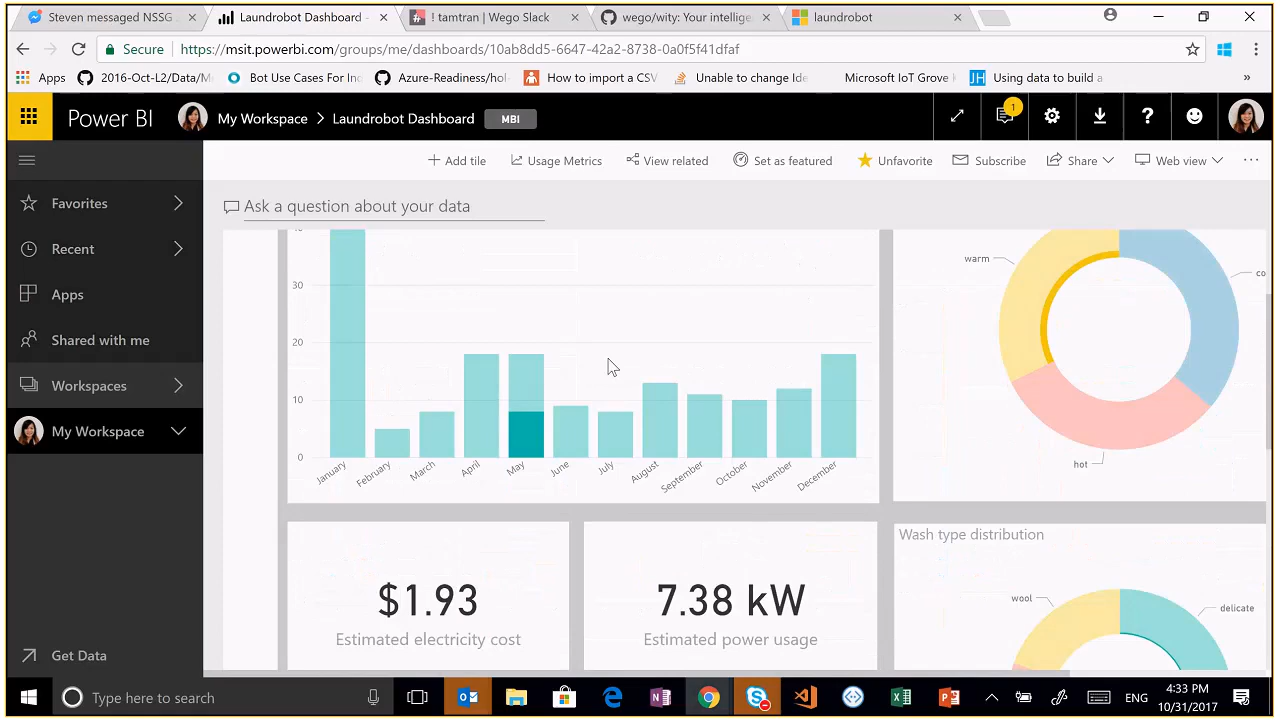 Steven messaged NSSG
Laundrobot Dashboard -
! tamtran | Wego Slack
wego/wity: Your intellige
laundrobot
Secure
https://msit.powerbi.com/groups/me/dashboards/10ab8dd5-6647-42a2-8738-0a0f5f41dfaf
Apps
2016-Oct-L2/Data/M
Bot Use Cases For Inc
Azure-Readiness/hol-
How to import a CSV
Unable to change Ide
Microsoft IoT Grove k
JH
Using data to build a
»
Power BI
My Workspace > Laundrobot Dashboard
MBI
1
?
+ Add tile
Usage Metrics
View related
Set as featured
Unfavorite
Subscribe
Share
Web view
...
Favorites
Recent
Apps
Shared with me
Workspaces
My Workspace
Get Data
Ask a question about your data
30
20
10
0
January
February
March
April
May
June
July
August
September
October
November
December
warm
co
hot
$1.93
Estimated electricity cost
7.38 kW
Estimated power usage
Wash type distribution
wool
delicate
Type here to search
ENG
4:33 PM
10/31/2017